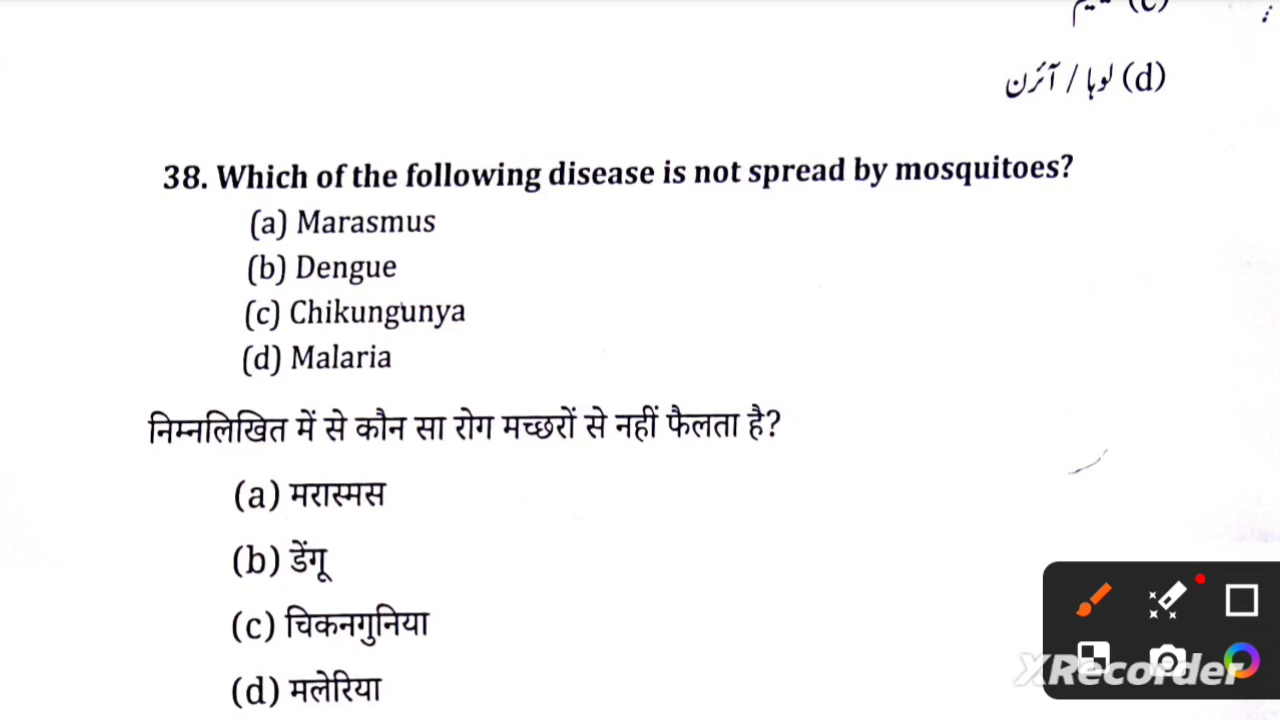 (d) لوہا / آئرن
38. Which of the following disease is not spread by mosquitoes?
(a) Marasmus
(b) Dengue
(c) Chikungunya
(d) Malaria
निम्नलिखित में से कौन सा रोग मच्छरों से नहीं फैलता है?
(a) मरास्मस
(b) डेंगू
(c) चिकनगुनिया
(d) मलेरिया
XRecorder